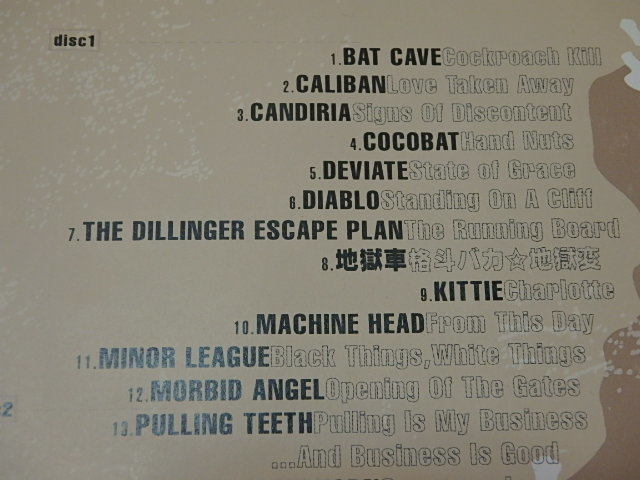 disc1
1.BAT CAVE Cockroach Kill
2.CALIBAN Love Taken Away
3.CANDIRIA Signs Of Discontent
4.COCOBAT Hand Nuts
5.DEVIATE State of Grace
6.DIABLO Standing On A Cliff
7.THE DILLINGER ESCAPE PLAN The Running Board
8.地獄車 格斗バカ☆地獄変
9.KITTIE Charlotte
10.MACHINE HEAD From This Day
11.MINOR LEAGUE Black Things,White Things
12.MORBID ANGEL Opening Of The Gates
13.PULLING TEETH Pulling Is My Business
...And Business Is Good